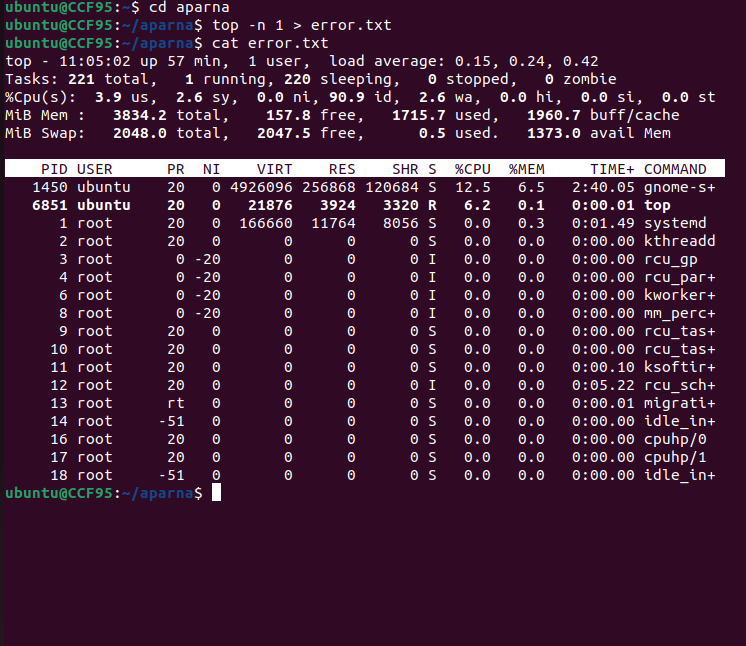 ubuntu@CCF95:~$ cd aparna
ubuntu@CCF95:~/aparna$ top -n 1 > error.txt
ubuntu@CCF95:~/aparna$ cat error.txt
top - 11:05:02 up 57 min,  1 user,  load average: 0.15, 0.24, 0.42
Tasks: 221 total,   1 running, 220 sleeping,   0 stopped,   0 zombie
%Cpu(s):  3.9 us,  2.6 sy,  0.0 ni, 90.9 id,  2.6 wa,  0.0 hi,  0.0 si,  0.0 st
MiB Mem :   3834.2 total,    157.8 free,   1715.7 used,   1960.7 buff/cache
MiB Swap:   2048.0 total,   2047.5 free,      0.5 used.   1373.0 avail Mem
    PID USER      PR  NI    VIRT    RES    SHR S  %CPU  %MEM     TIME+ COMMAND
   1450 ubuntu    20   0 4926096 256868 120684 S  12.5   6.5   2:40.05 gnome-s+
   6851 ubuntu    20   0   21876   3924   3320 R   6.2   0.1   0:00.01 top
      1 root      20   0  166660  11764   8056 S   0.0   0.3   0:01.49 systemd
      2 root      20   0       0      0      0 S   0.0   0.0   0:00.00 kthreadd
      3 root       0 -20       0      0      0 I   0.0   0.0   0:00.00 rcu_gp
      4 root       0 -20       0      0      0 I   0.0   0.0   0:00.00 rcu_par+
      6 root       0 -20       0      0      0 I   0.0   0.0   0:00.00 kworker+
      8 root       0 -20       0      0      0 I   0.0   0.0   0:00.00 mm_perc+
      9 root      20   0       0      0      0 S   0.0   0.0   0:00.00 rcu_tas+
     10 root      20   0       0      0      0 S   0.0   0.0   0:00.00 rcu_tas+
     11 root      20   0       0      0      0 S   0.0   0.0   0:00.10 ksoftir+
     12 root      20   0       0      0      0 I   0.0   0.0   0:05.22 rcu_sch+
     13 root      rt   0       0      0      0 S   0.0   0.0   0:00.01 migrati+
     14 root     -51   0       0      0      0 S   0.0   0.0   0:00.00 idle_in+
     16 root      20   0       0      0      0 S   0.0   0.0   0:00.00 cpuhp/0
     17 root      20   0       0      0      0 S   0.0   0.0   0:00.00 cpuhp/1
     18 root     -51   0       0      0      0 S   0.0   0.0   0:00.00 idle_in+
ubuntu@CCF95:~/aparna$